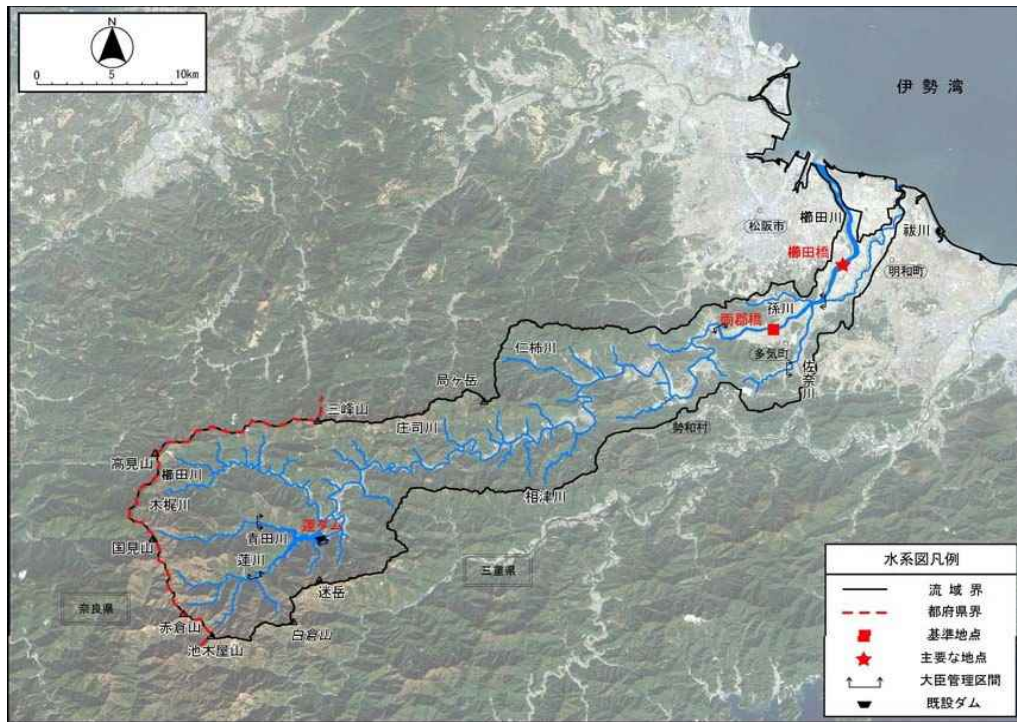 N
0 5 10km
伊勢湾
櫛田川
祓川
松阪市
櫛田橋
明和町
孫川
両郡橋
多気町
佐奈川
仁柿川
局ヶ岳
三峰山
庄司川
勢和村
高見山
櫛田川
相津川
木梶川
蓮ダム
青田川
国見山
蓮川
三重県
迷岳
奈良県
赤倉山
白倉山
池木屋山
水系図凡例
流域界
都府県界
基準地点
主要な地点
大臣管理区間
既設ダム